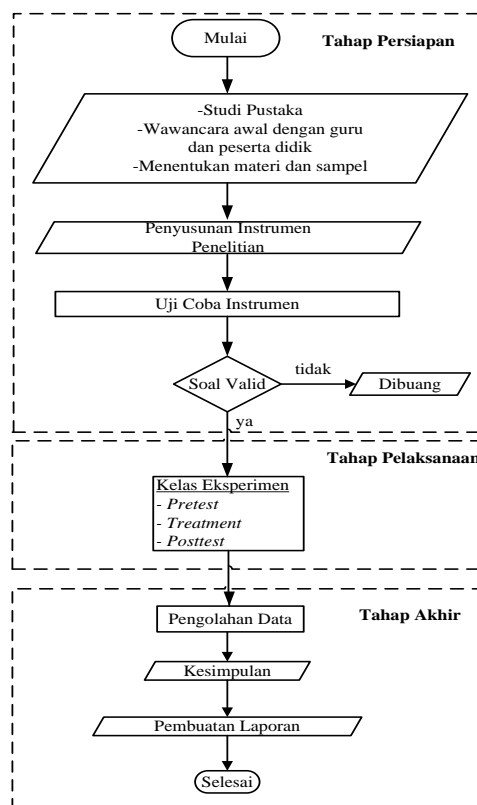 Mulai
Tahap Persiapan
-Studi Pustaka
-Wawancara awal dengan guru
dan peserta didik
-Menentukan materi dan sampel
Penyusunan Instrumen
Penelitian
Uji Coba Instrumen
Soal Valid
tidak
Dibuang
ya
Tahap Pelaksanaan
Kelas Eksperimen
- Pretest
- Treatment
- Posttest
Tahap Akhir
Pengolahan Data
Kesimpulan
Pembuatan Laporan
Selesai